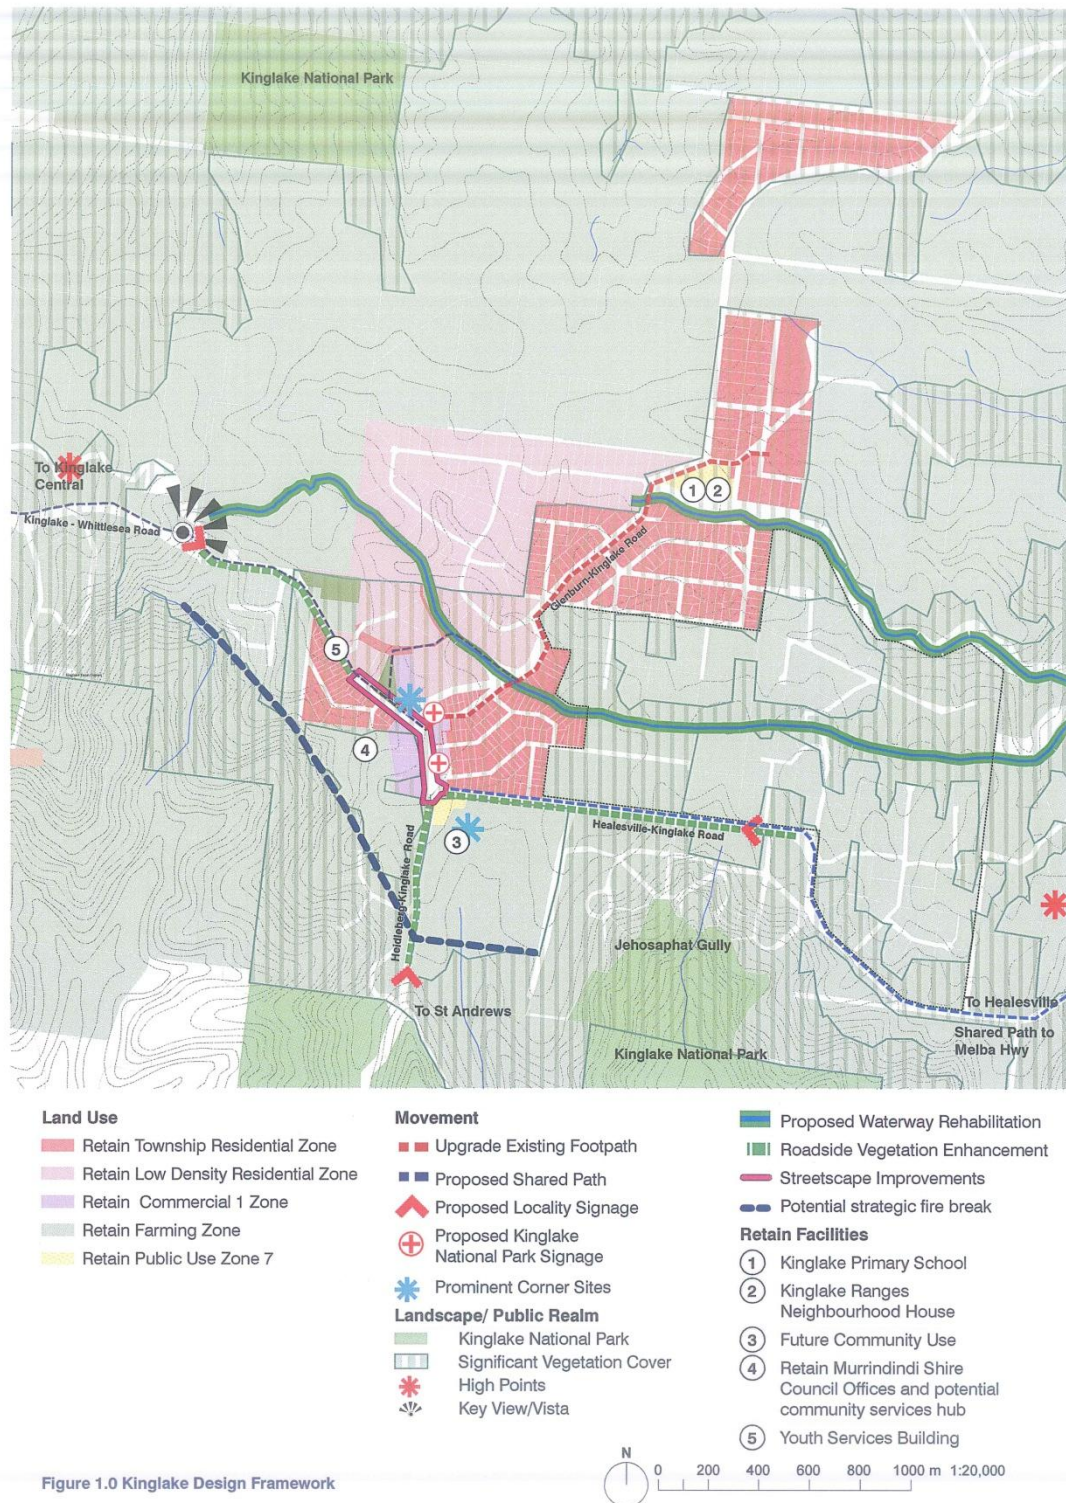 Kinglake National Park
To Kinglake
Central
Kinglake - Whittlesea Road
1 2
Glenburn-Kinglake Road
5
4
3
Healesville-Kinglake Road
Heidleberg-Kinglake Road
Jehosaphat Gully
To St Andrews
To Healesville
Shared Path to
Melba Hwy
Kinglake National Park
Land Use
Retain Township Residential Zone
Retain Low Density Residential Zone
Retain Commercial 1 Zone
Retain Farming Zone
Retain Public Use Zone 7
Movement
Upgrade Existing Footpath
Proposed Shared Path
Proposed Locality Signage
Proposed Kinglake
National Park Signage
Prominent Corner Sites
Landscape/ Public Realm
Kinglake National Park
Significant Vegetation Cover
High Points
Key View/Vista
Proposed Waterway Rehabilitation
Roadside Vegetation Enhancement
Streetscape Improvements
Potential strategic fire break
Retain Facilities
1 Kinglake Primary School
2 Kinglake Ranges
Neighbourhood House
3 Future Community Use
4 Retain Murrindindi Shire
Council Offices and potential
community services hub
5 Youth Services Building
Figure 1.0 Kinglake Design Framework
N
0 200 400 600 800 1000 m 1:20,000